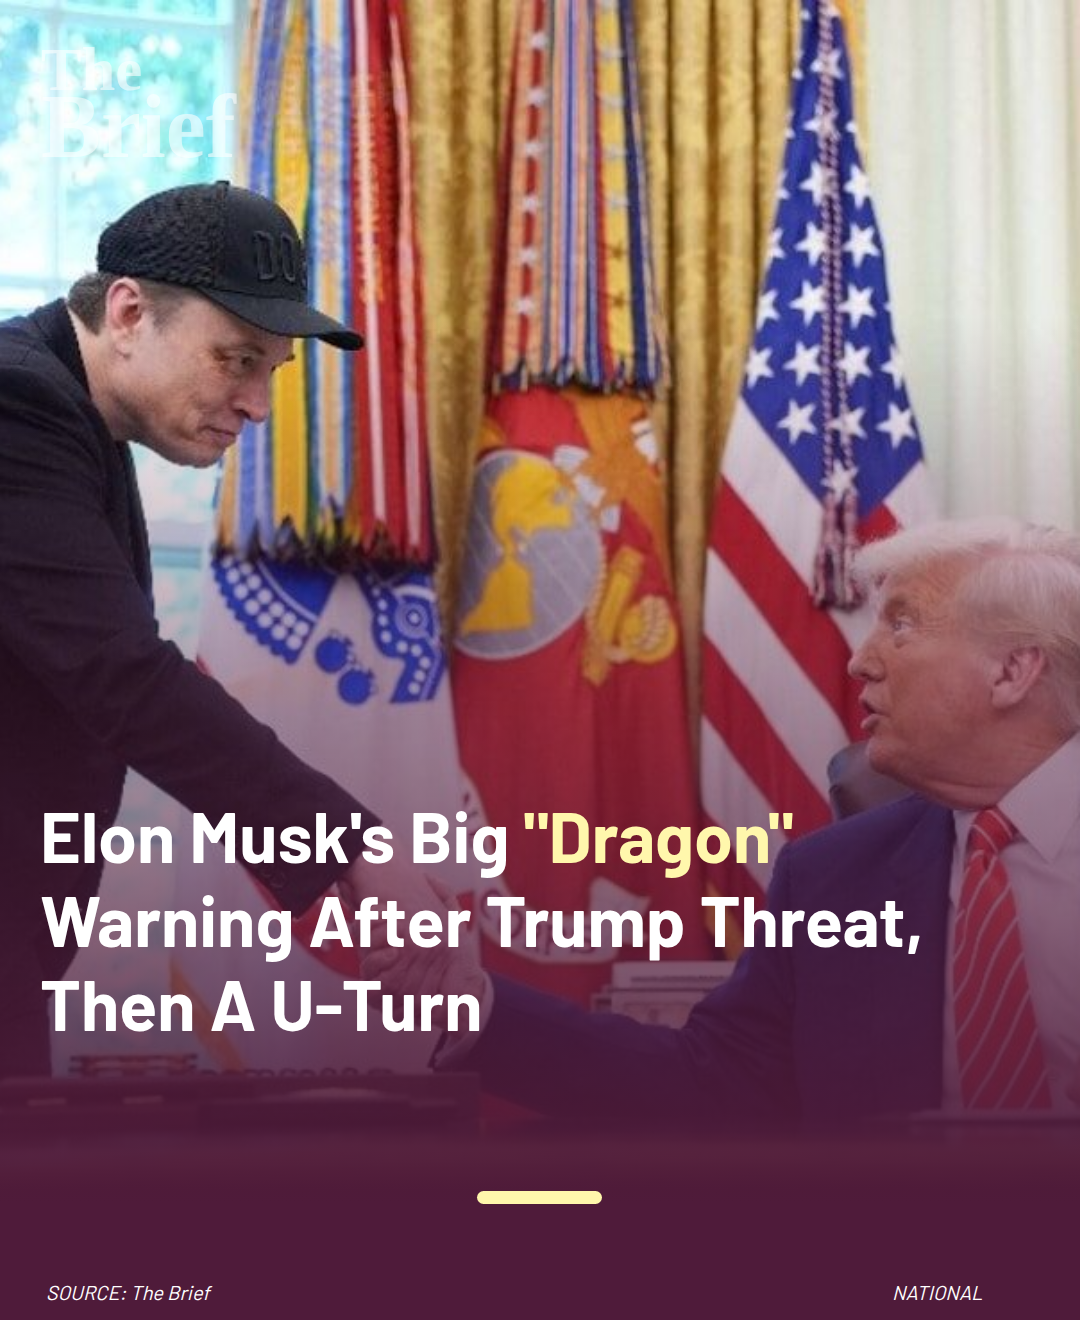 The
Brief
Elon Musk's Big "Dragon"
Warning After Trump Threat,
Then A U-Turn
SOURCE: The Brief
NATIONAL